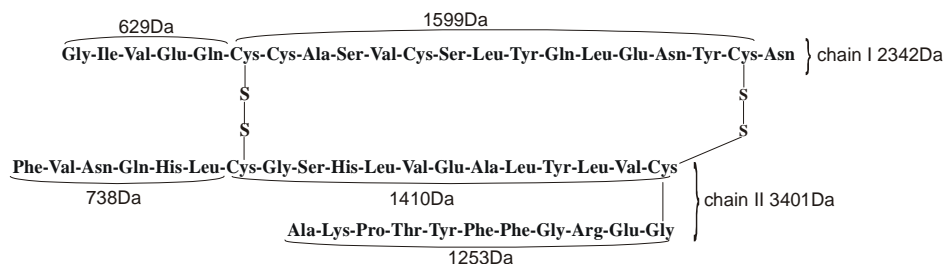 629Da
1599Da
Gly-Ile-Val-Glu-Gln-Cys-Cys-Ala-Ser-Val-Cys-Ser-Leu-Tyr-Gln-Leu-Glu-Asn-Tyr-Cys-Asn
chain I 2342Da
S S
S S
Phe-Val-Asn-Gln-His-Leu-Cys-Gly-Ser-His-Leu-Val-Glu-Ala-Leu-Tyr-Leu-Val-Cys
738Da
1410Da
chain II 3401Da
Ala-Lys-Pro-Thr-Tyr-Phe-Phe-Gly-Arg-Glu-Gly
1253Da